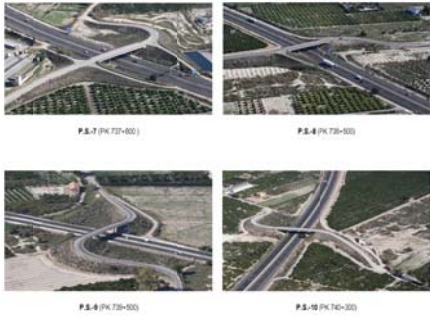 P.S.-7 (PK 737+800 )
P.S.-8 (PK 738+500)
P.S.-9 (PK 739+500)
P.S.-10 (PK 740+300)